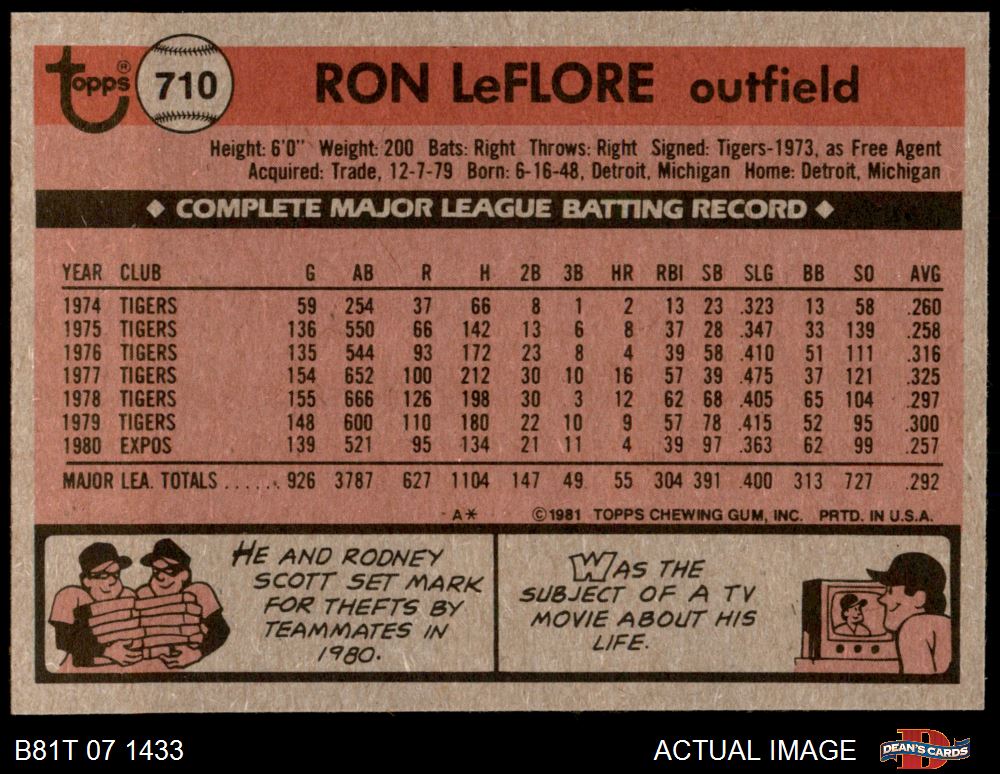 topps® 710 RON LeFLORE outfield
Height: 6'0" Weight: 200 Bats: Right Throws: Right Signed: Tigers-1973, as Free Agent
Acquired: Trade, 12-7-79 Born: 6-16-48, Detroit, Michigan Home: Detroit, Michigan
◆ COMPLETE MAJOR LEAGUE BATTING RECORD ◆
YEAR CLUB G AB R H 2B 3B HR RBI SB SLG BB SO AVG
1974 TIGERS 59 254 37 66 8 1 2 13 23 .323 13 58 .260
1975 TIGERS 136 550 66 142 13 6 8 37 28 .347 33 139 .258
1976 TIGERS 135 544 93 172 23 8 4 39 58 .410 51 111 .316
1977 TIGERS 154 652 100 212 30 10 16 57 39 .475 37 121 .325
1978 TIGERS 155 666 126 198 30 3 12 62 68 .405 65 104 .297
1979 TIGERS 148 600 110 180 22 10 9 57 78 .415 52 95 .300
1980 EXPOS 139 521 95 134 21 11 4 39 97 .363 62 99 .257
MAJOR LEA. TOTALS ...... 926 3787 627 1104 147 49 55 304 391 .400 313 727 .292
A* ©1981 TOPPS CHEWING GUM, INC. PRTD. IN U.S.A.
HE AND RODNEY
SCOTT SET MARK
FOR THEFTS BY
TEAMMATES IN
1980.
WAS THE
SUBJECT OF A TV
MOVIE ABOUT HIS
LIFE.
B81T 07 1433 ACTUAL IMAGE DEAN'S CARDS